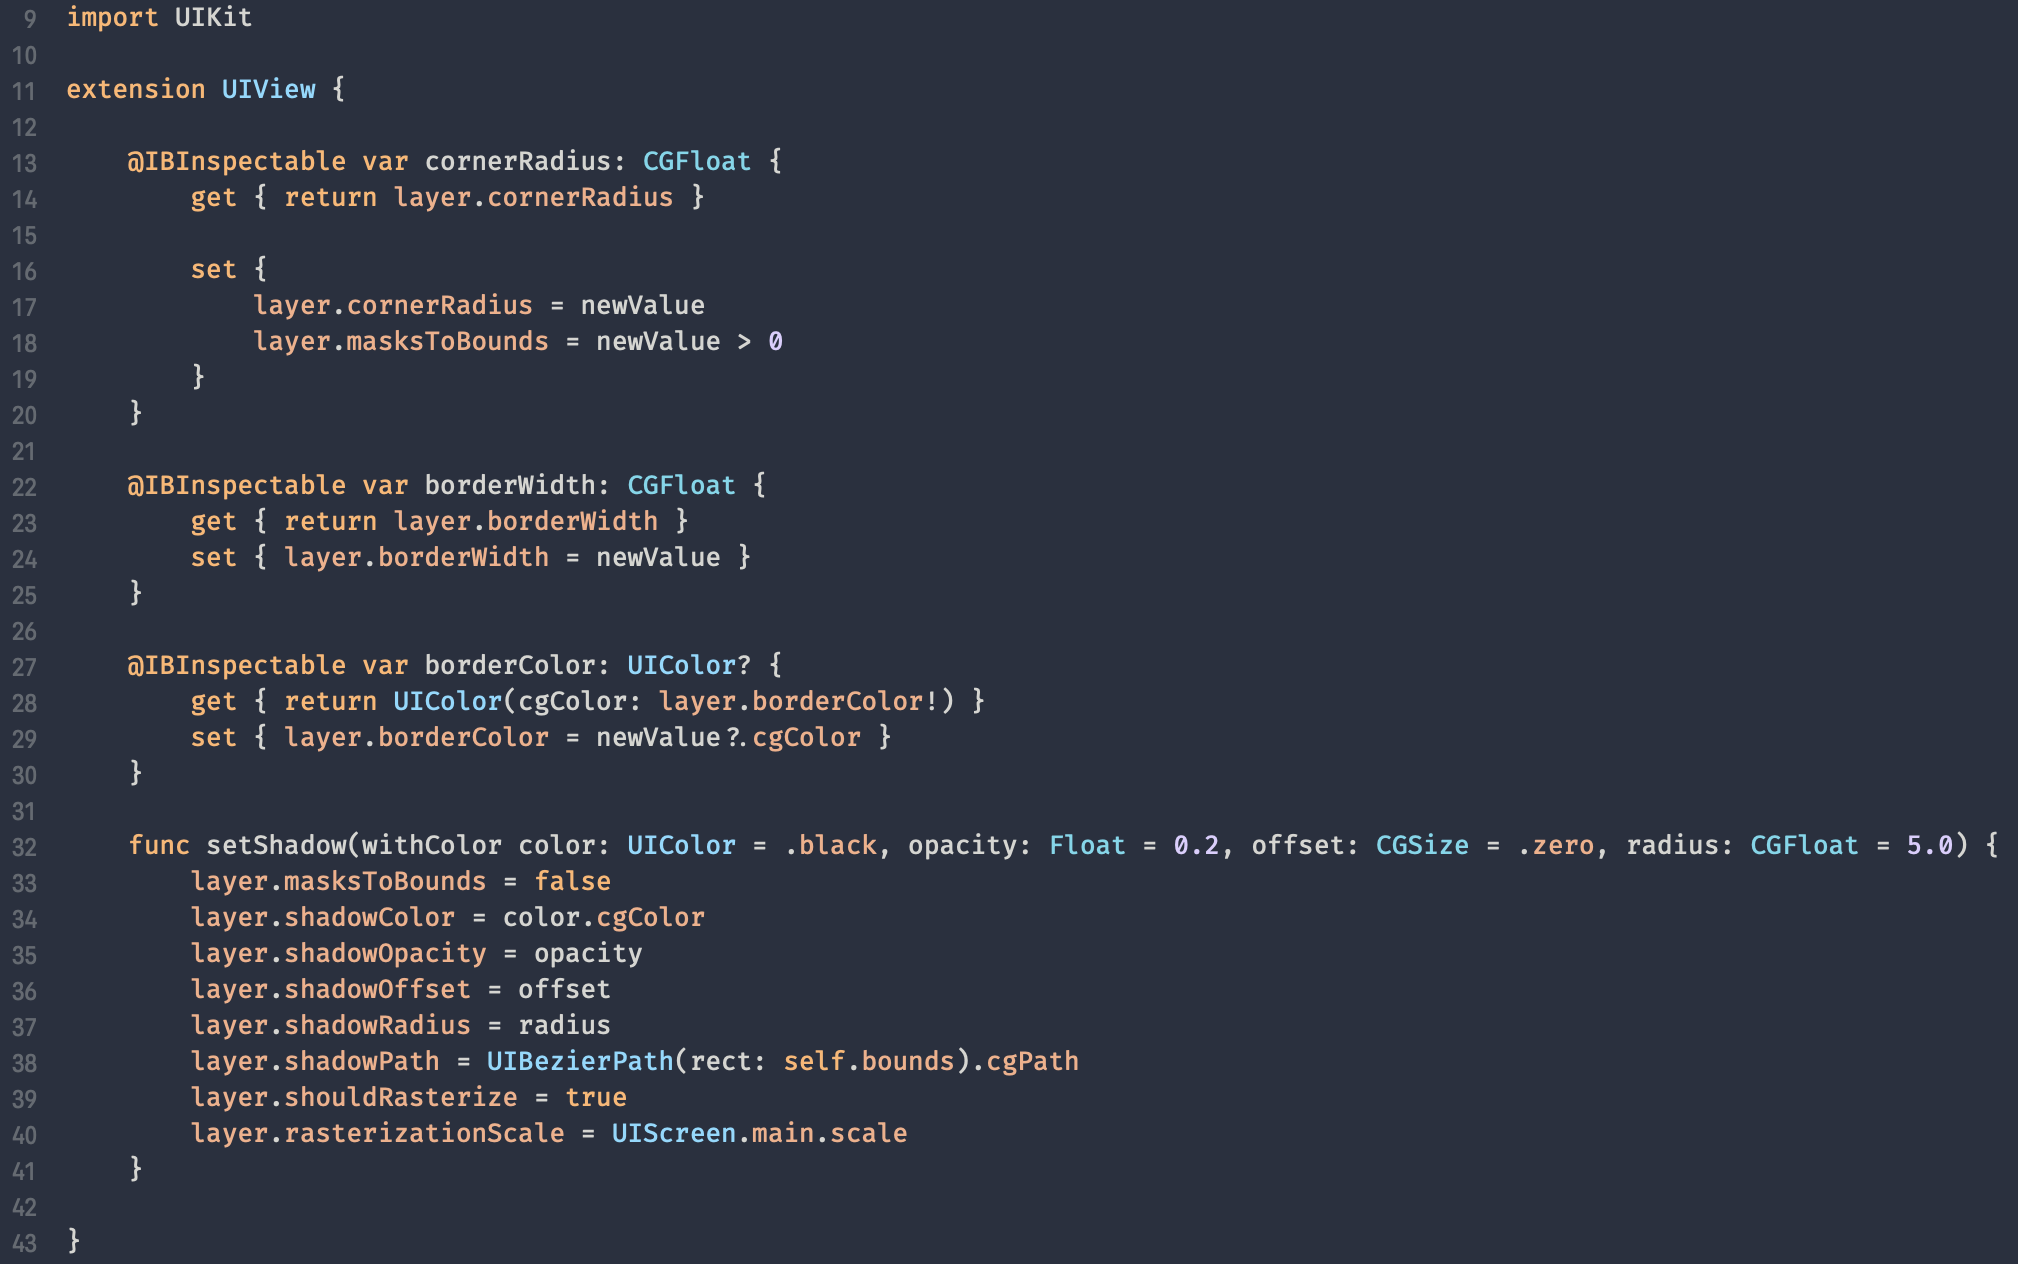 9 import UIKit
10
11 extension UIView {
12
13     @IBInspectable var cornerRadius: CGFloat {
14         get { return layer.cornerRadius }
15
16         set {
17             layer.cornerRadius = newValue
18             layer.masksToBounds = newValue > 0
19         }
20     }
21
22     @IBInspectable var borderWidth: CGFloat {
23         get { return layer.borderWidth }
24         set { layer.borderWidth = newValue }
25     }
26
27     @IBInspectable var borderColor: UIColor? {
28         get { return UIColor(cgColor: layer.borderColor!) }
29         set { layer.borderColor = newValue?.cgColor }
30     }
31
32     func setShadow(withColor color: UIColor = .black, opacity: Float = 0.2, offset: CGSize = .zero, radius: CGFloat = 5.0) {
33         layer.masksToBounds = false
34         layer.shadowColor = color.cgColor
35         layer.shadowOpacity = opacity
36         layer.shadowOffset = offset
37         layer.shadowRadius = radius
38         layer.shadowPath = UIBezierPath(rect: self.bounds).cgPath
39         layer.shouldRasterize = true
40         layer.rasterizationScale = UIScreen.main.scale
41     }
42
43 }